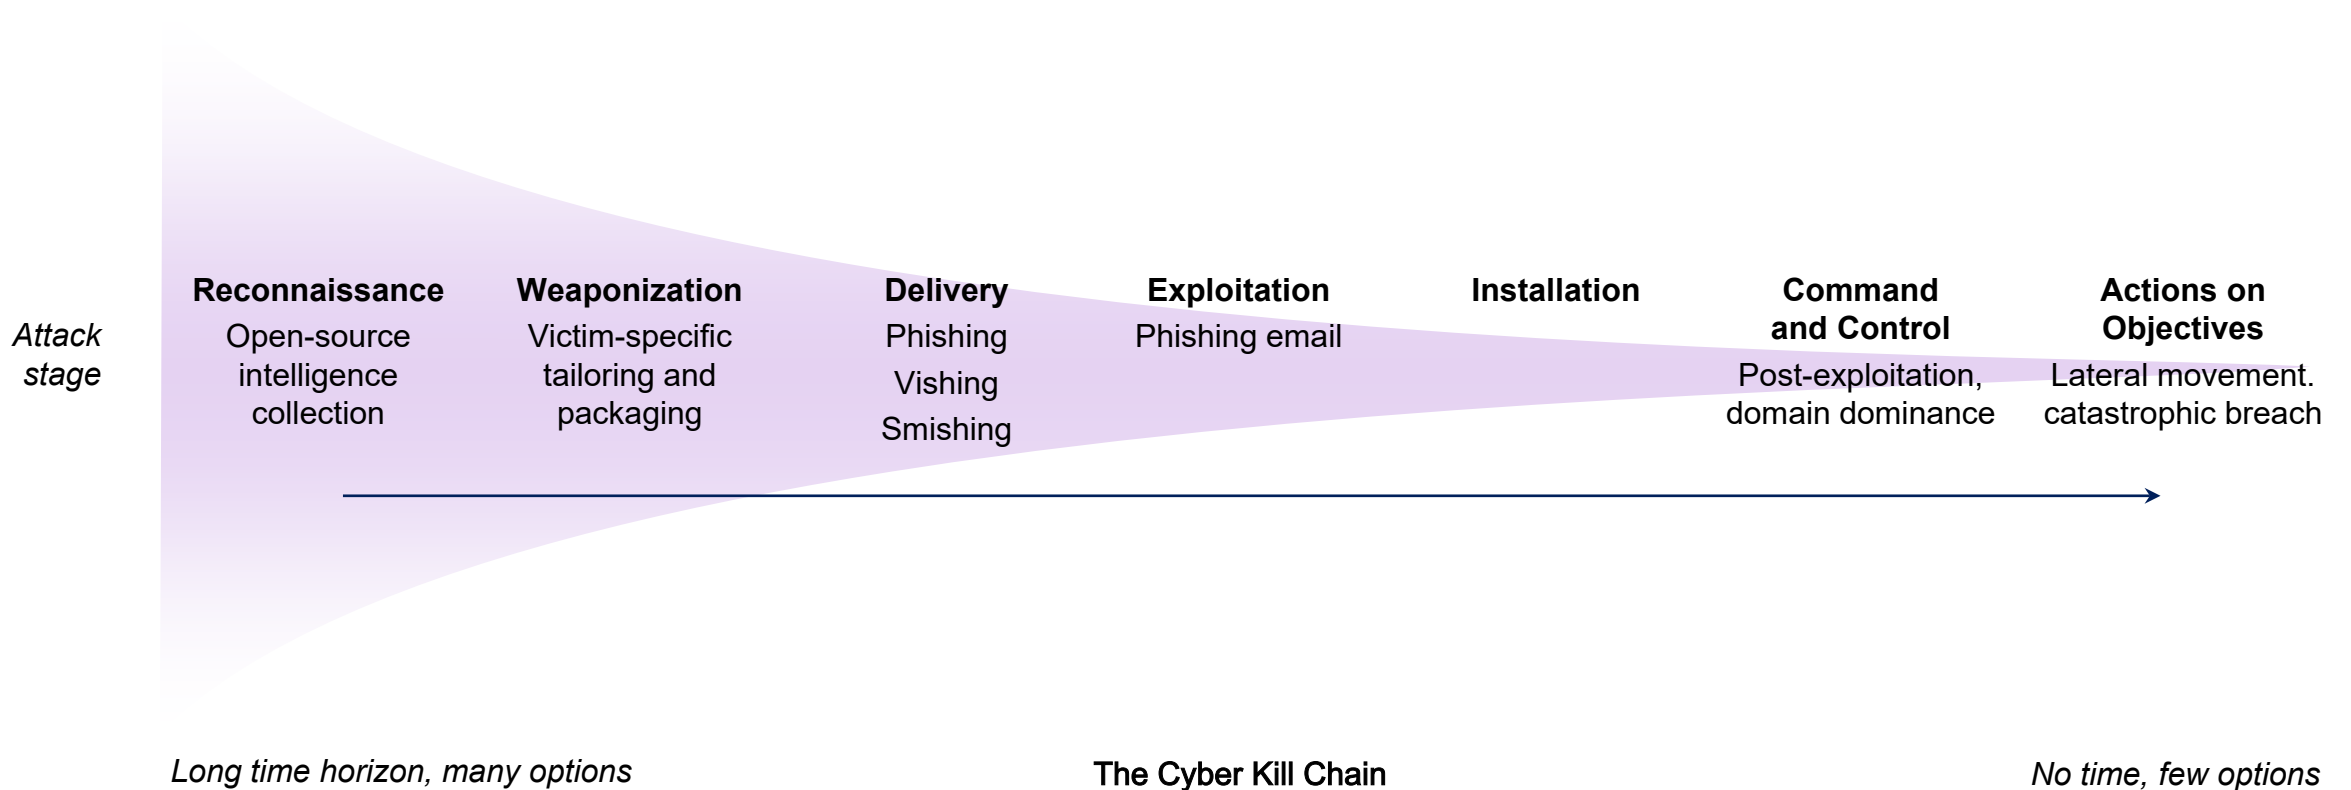 Attack
stage
Reconnaissance
Open-source
intelligence
collection
Weaponization
Victim-specific
tailoring and
packaging
Delivery
Phishing
Vishing
Smishing
Exploitation
Phishing email
Installation
Command
and Control
Post-exploitation,
domain dominance
Actions on
Objectives
Lateral movement.
catastrophic breach
Long time horizon, many options
The Cyber Kill Chain
No time, few options